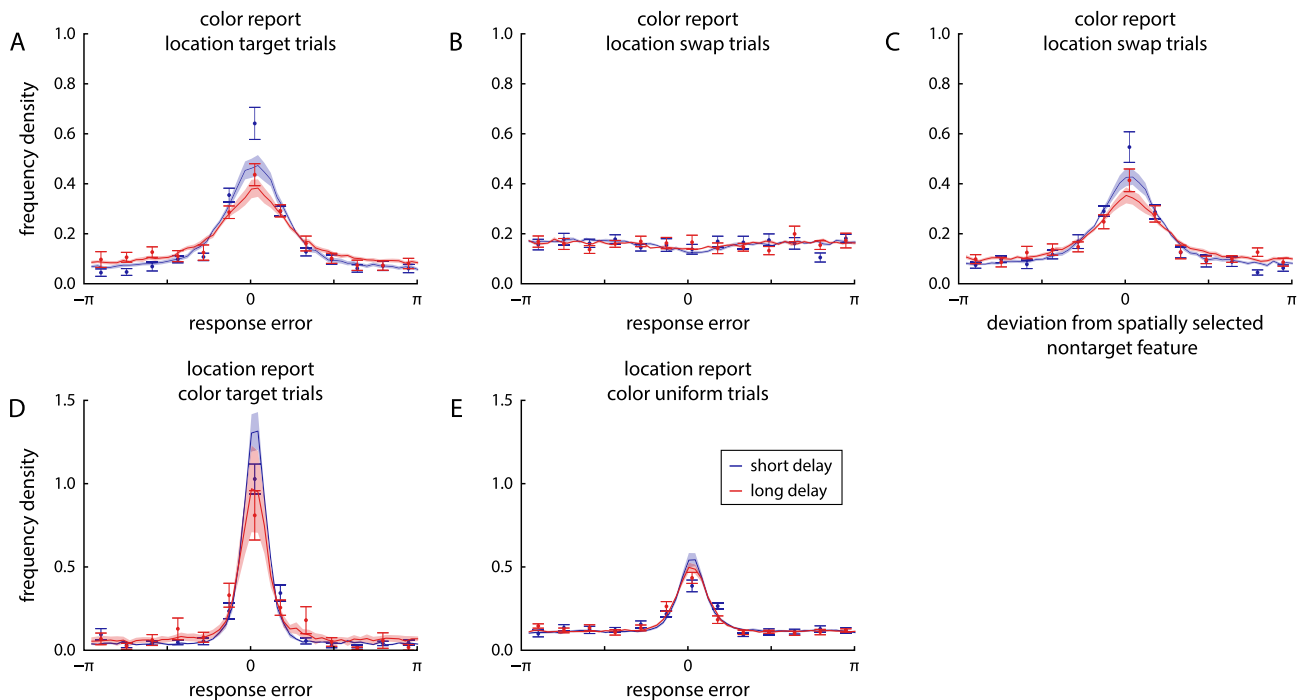 A
color report
location target trials
frequency density
1.0
0.8
0.6
0.4
0.2
0.0
−π
0
π
response error
B
color report
location swap trials
1.0
0.8
0.6
0.4
0.2
0.0
−π
0
π
response error
C
color report
location swap trials
1.0
0.8
0.6
0.4
0.2
0.0
−π
0
π
deviation from spatially selected
nontarget feature
D
location report
color target trials
frequency density
1.5
1.0
0.5
0.0
−π
0
π
response error
E
location report
color uniform trials
1.5
1.0
0.5
0.0
−π
0
π
response error
short delay
long delay